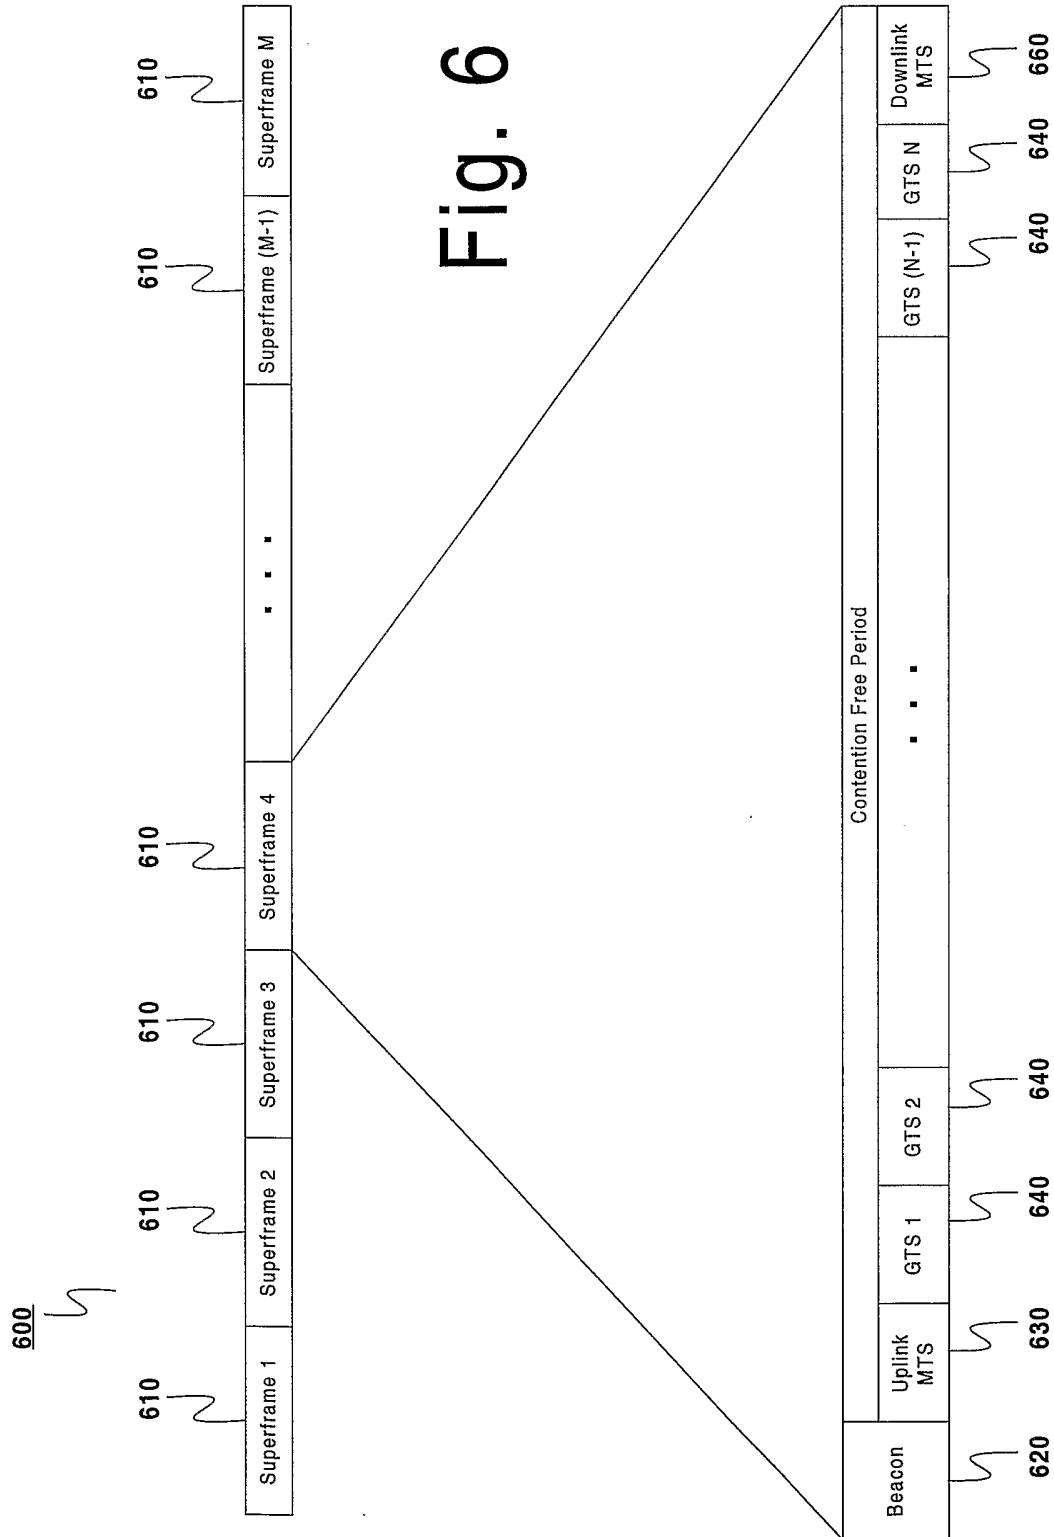 600
610 610 610 610 610 610
Superframe 1 Superframe 2 Superframe 3 Superframe 4 . . . Superframe (M-1) Superframe M
Fig. 6
Contention Free Period
Beacon
Uplink
MTS
GTS 1 GTS 2 . . . GTS (N-1) GTS N
Downlink
MTS
620 630 640 640 640 640 660